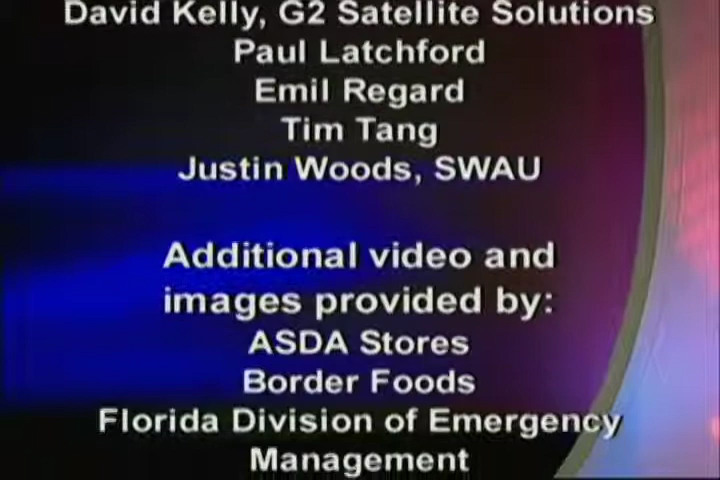 David Kelly, G2 Satellite Solutions
Paul Latchford
Emil Regard
Tim Tang
Justin Woods, SWAU
Additional video and
images provided by:
ASDA Stores
Border Foods
Florida Division of Emergency
Management